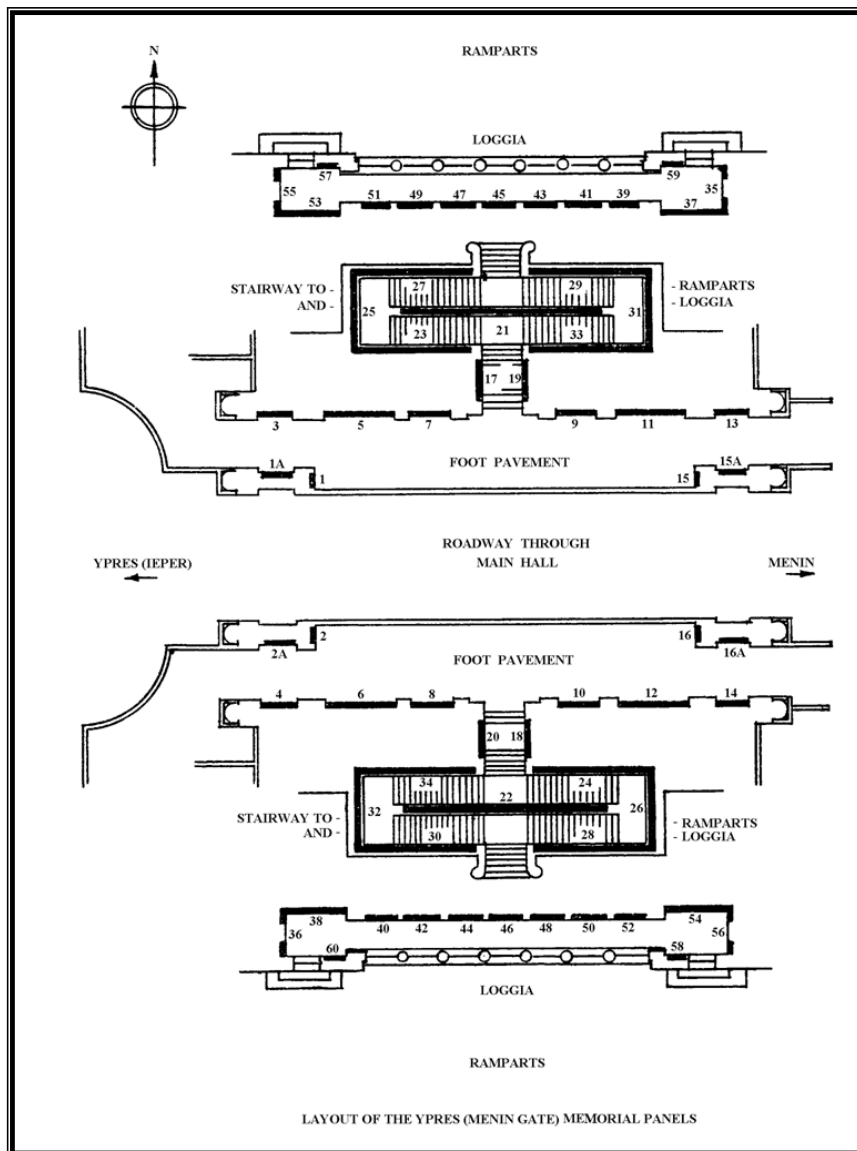 N
RAMPARTS
LOGGIA
57
59
55
35
53
51
49
47
45
43
41
39
37
STAIRWAY TO -
AND -
27
29
- RAMPARTS
- LOGGIA
25
31
23
21
33
17
19
3
5
7
9
11
13
1A
FOOT PAVEMENT
15A
1
15
ROADWAY THROUGH
MAIN HALL
YPRES (IEPER)
MENIN
2
16
2A
FOOT PAVEMENT
16A
4
6
8
10
12
14
20
18
34
24
32
22
26
STAIRWAY TO -
AND -
30
28
- RAMPARTS
- LOGGIA
38
54
36
40
42
44
46
48
50
52
56
60
58
LOGGIA
RAMPARTS
LAYOUT OF THE YPRES (MENIN GATE) MEMORIAL PANELS